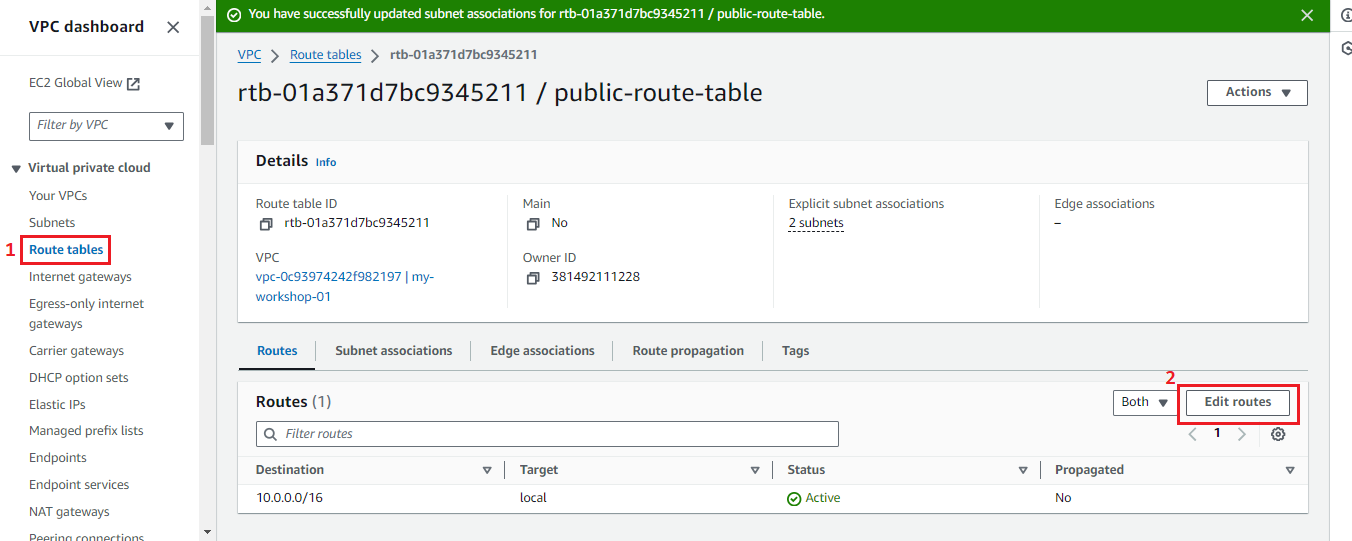 VPC dashboard
EC2 Global View
Filter by VPC
Virtual private cloud
Your VPCs
Subnets
1
Route tables
Internet gateways
Egress-only internet
gateways
Carrier gateways
DHCP option sets
Elastic IPs
Managed prefix lists
Endpoints
Endpoint services
NAT gateways
Peering connections
You have successfully updated subnet associations for rtb-01a371d7bc9345211 / public-route-table.
VPC > Route tables > rtb-01a371d7bc9345211
rtb-01a371d7bc9345211 / public-route-table
Actions
Details Info
Route table ID
rtb-01a371d7bc9345211
Main
No
Explicit subnet associations
2 subnets
Edge associations
–
VPC
vpc-0c93974242f982197 | my-
workshop-01
Owner ID
381492111228
Routes Subnet associations Edge associations Route propagation Tags
2
Routes (1)
Both
Edit routes
Filter routes
1
Destination Target Status Propagated
10.0.0.0/16 local Active No